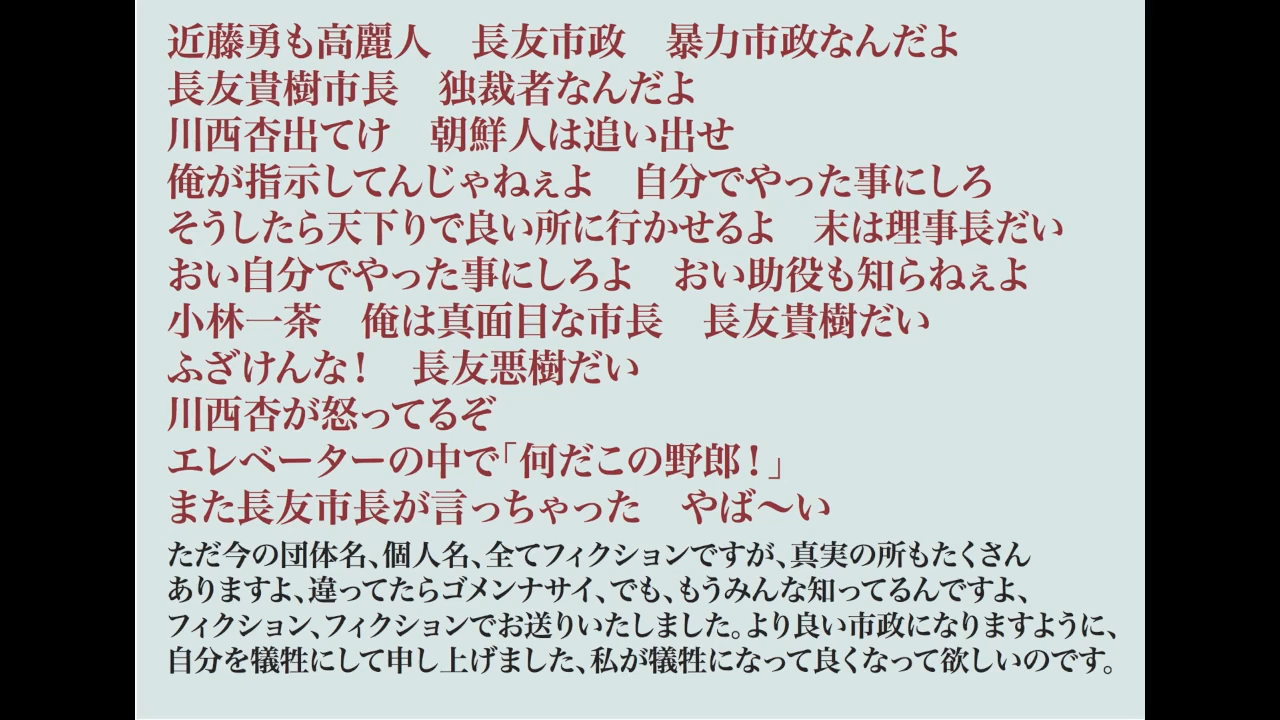 近藤勇も高麗人　長友市政　暴力市政なんだよ
長友貴樹市長　独裁者なんだよ
川西杏出てけ　朝鮮人は追い出せ
俺が指示してんじゃねぇよ　自分でやった事にしろ
そうしたら天下りで良い所に行かせるよ　末は理事長だい
おい自分でやった事にしろよ　おい助役も知らねぇよ
小林一茶　俺は真面目な市長　長友貴樹だい
ふざけんな！　長友悪樹だい
川西杏が怒ってるぞ
エレベーターの中で「何だこの野郎！」
また長友市長が言っちゃった　やば〜い
ただ今の団体名、個人名、全てフィクションですが、真実の所もたくさん
ありますよ、違ってたらゴメンナサイ、でも、もうみんな知ってるんですよ、
フィクション、フィクションでお送りいたしました。より良い市政になりますように、
自分を犠牲にして申し上げました、私が犠牲になって良くなって欲しいのです。